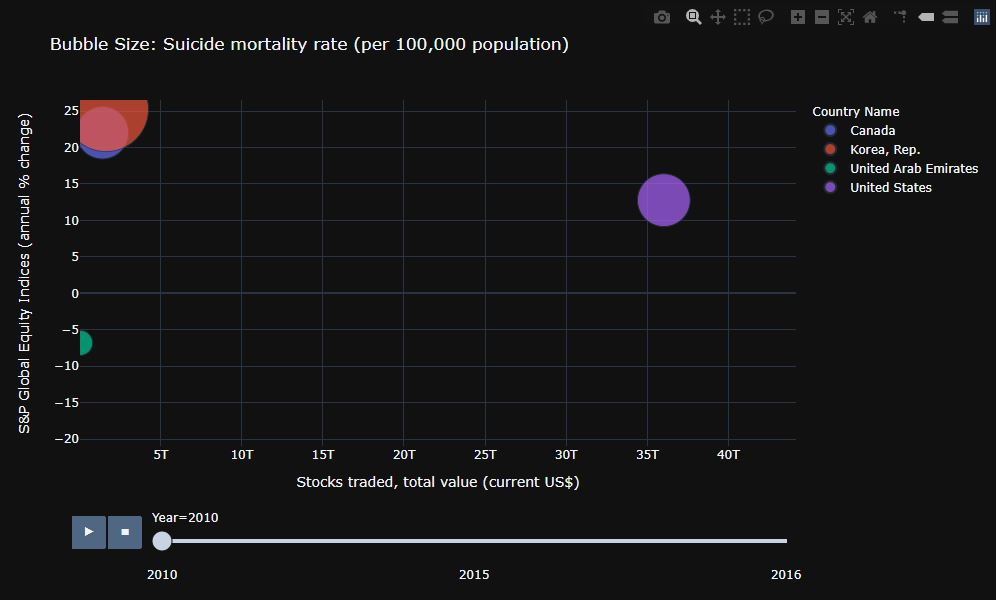 Bubble Size: Suicide mortality rate (per 100,000 population)
S&P Global Equity Indices (annual % change)
25
20
15
10
5
0
−5
−10
−15
−20
5T 10T 15T 20T 25T 30T 35T 40T
Stocks traded, total value (current US$)
Country Name
Canada
Korea, Rep.
United Arab Emirates
United States
Year=2010
2010 2015 2016